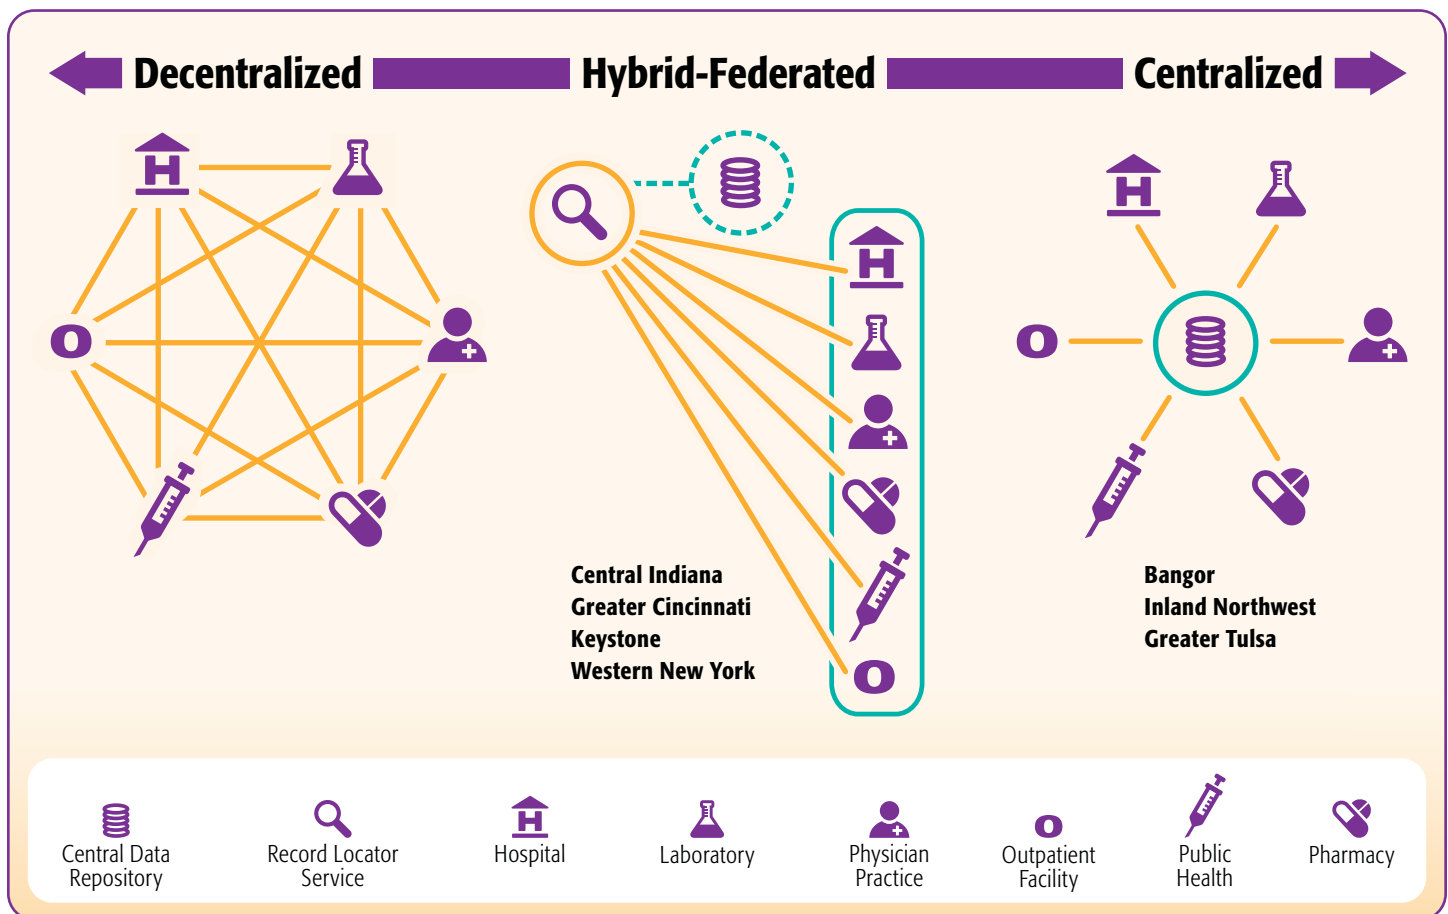 Decentralized
Hybrid-Federated
Centralized
H
O
H
O
H
O
Central Indiana
Greater Cincinnati
Keystone
Western New York
Bangor
Inland Northwest
Greater Tulsa
H
O
Central Data
Repository
Record Locator
Service
Hospital
Laboratory
Physician
Practice
Outpatient
Facility
Public
Health
Pharmacy